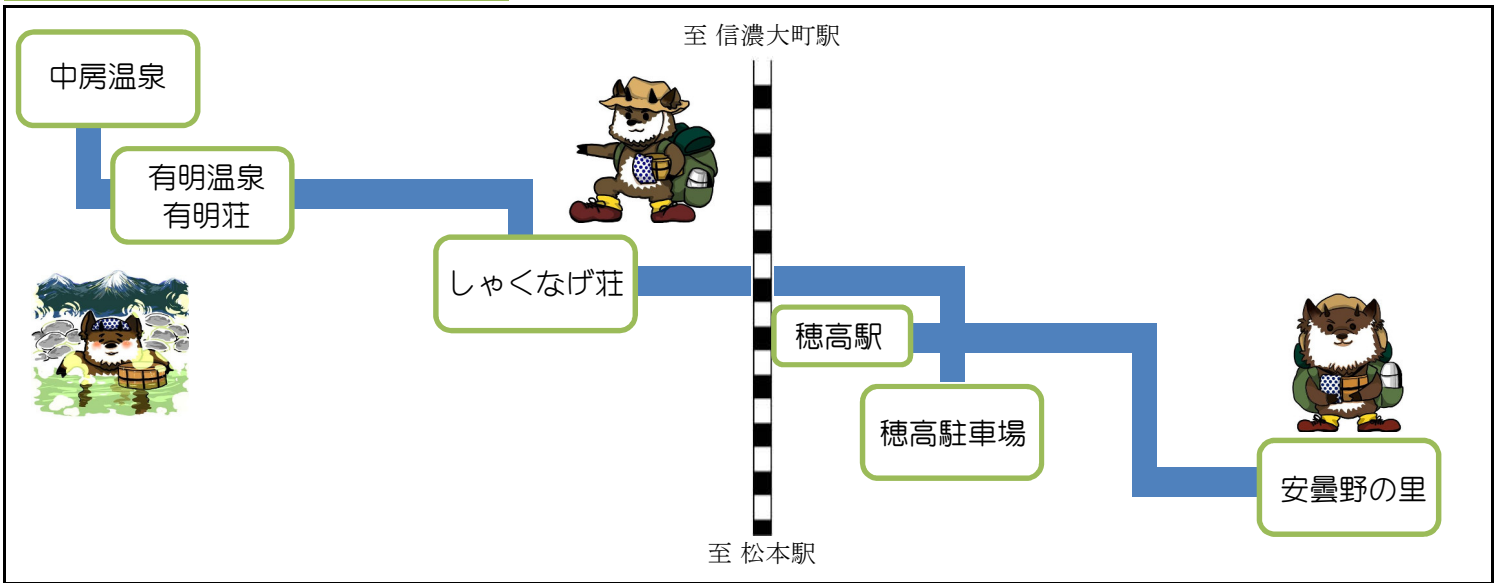 至 信濃大町駅
中房温泉
有明温泉
有明荘
しゃくなげ荘
穂高駅
穂高駐車場
安曇野の里
至 松本駅